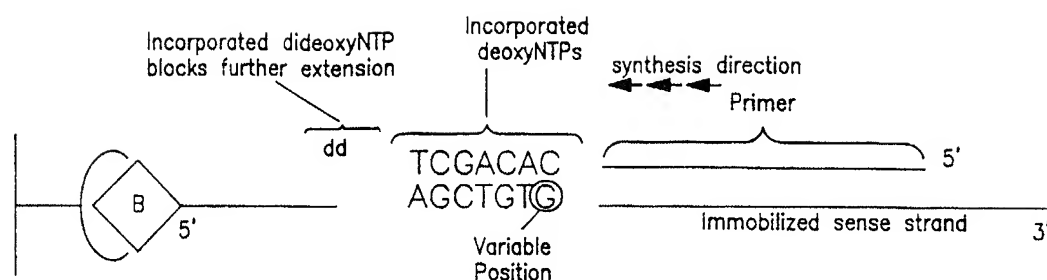 Incorporated dideoxyNTP
blocks further extension
Incorporated
deoxyNTPs
synthesis direction
Primer
dd
TCGACAC
AGCTGTG
B
5'
5'
Immobilized sense strand
3'
Variable
Position